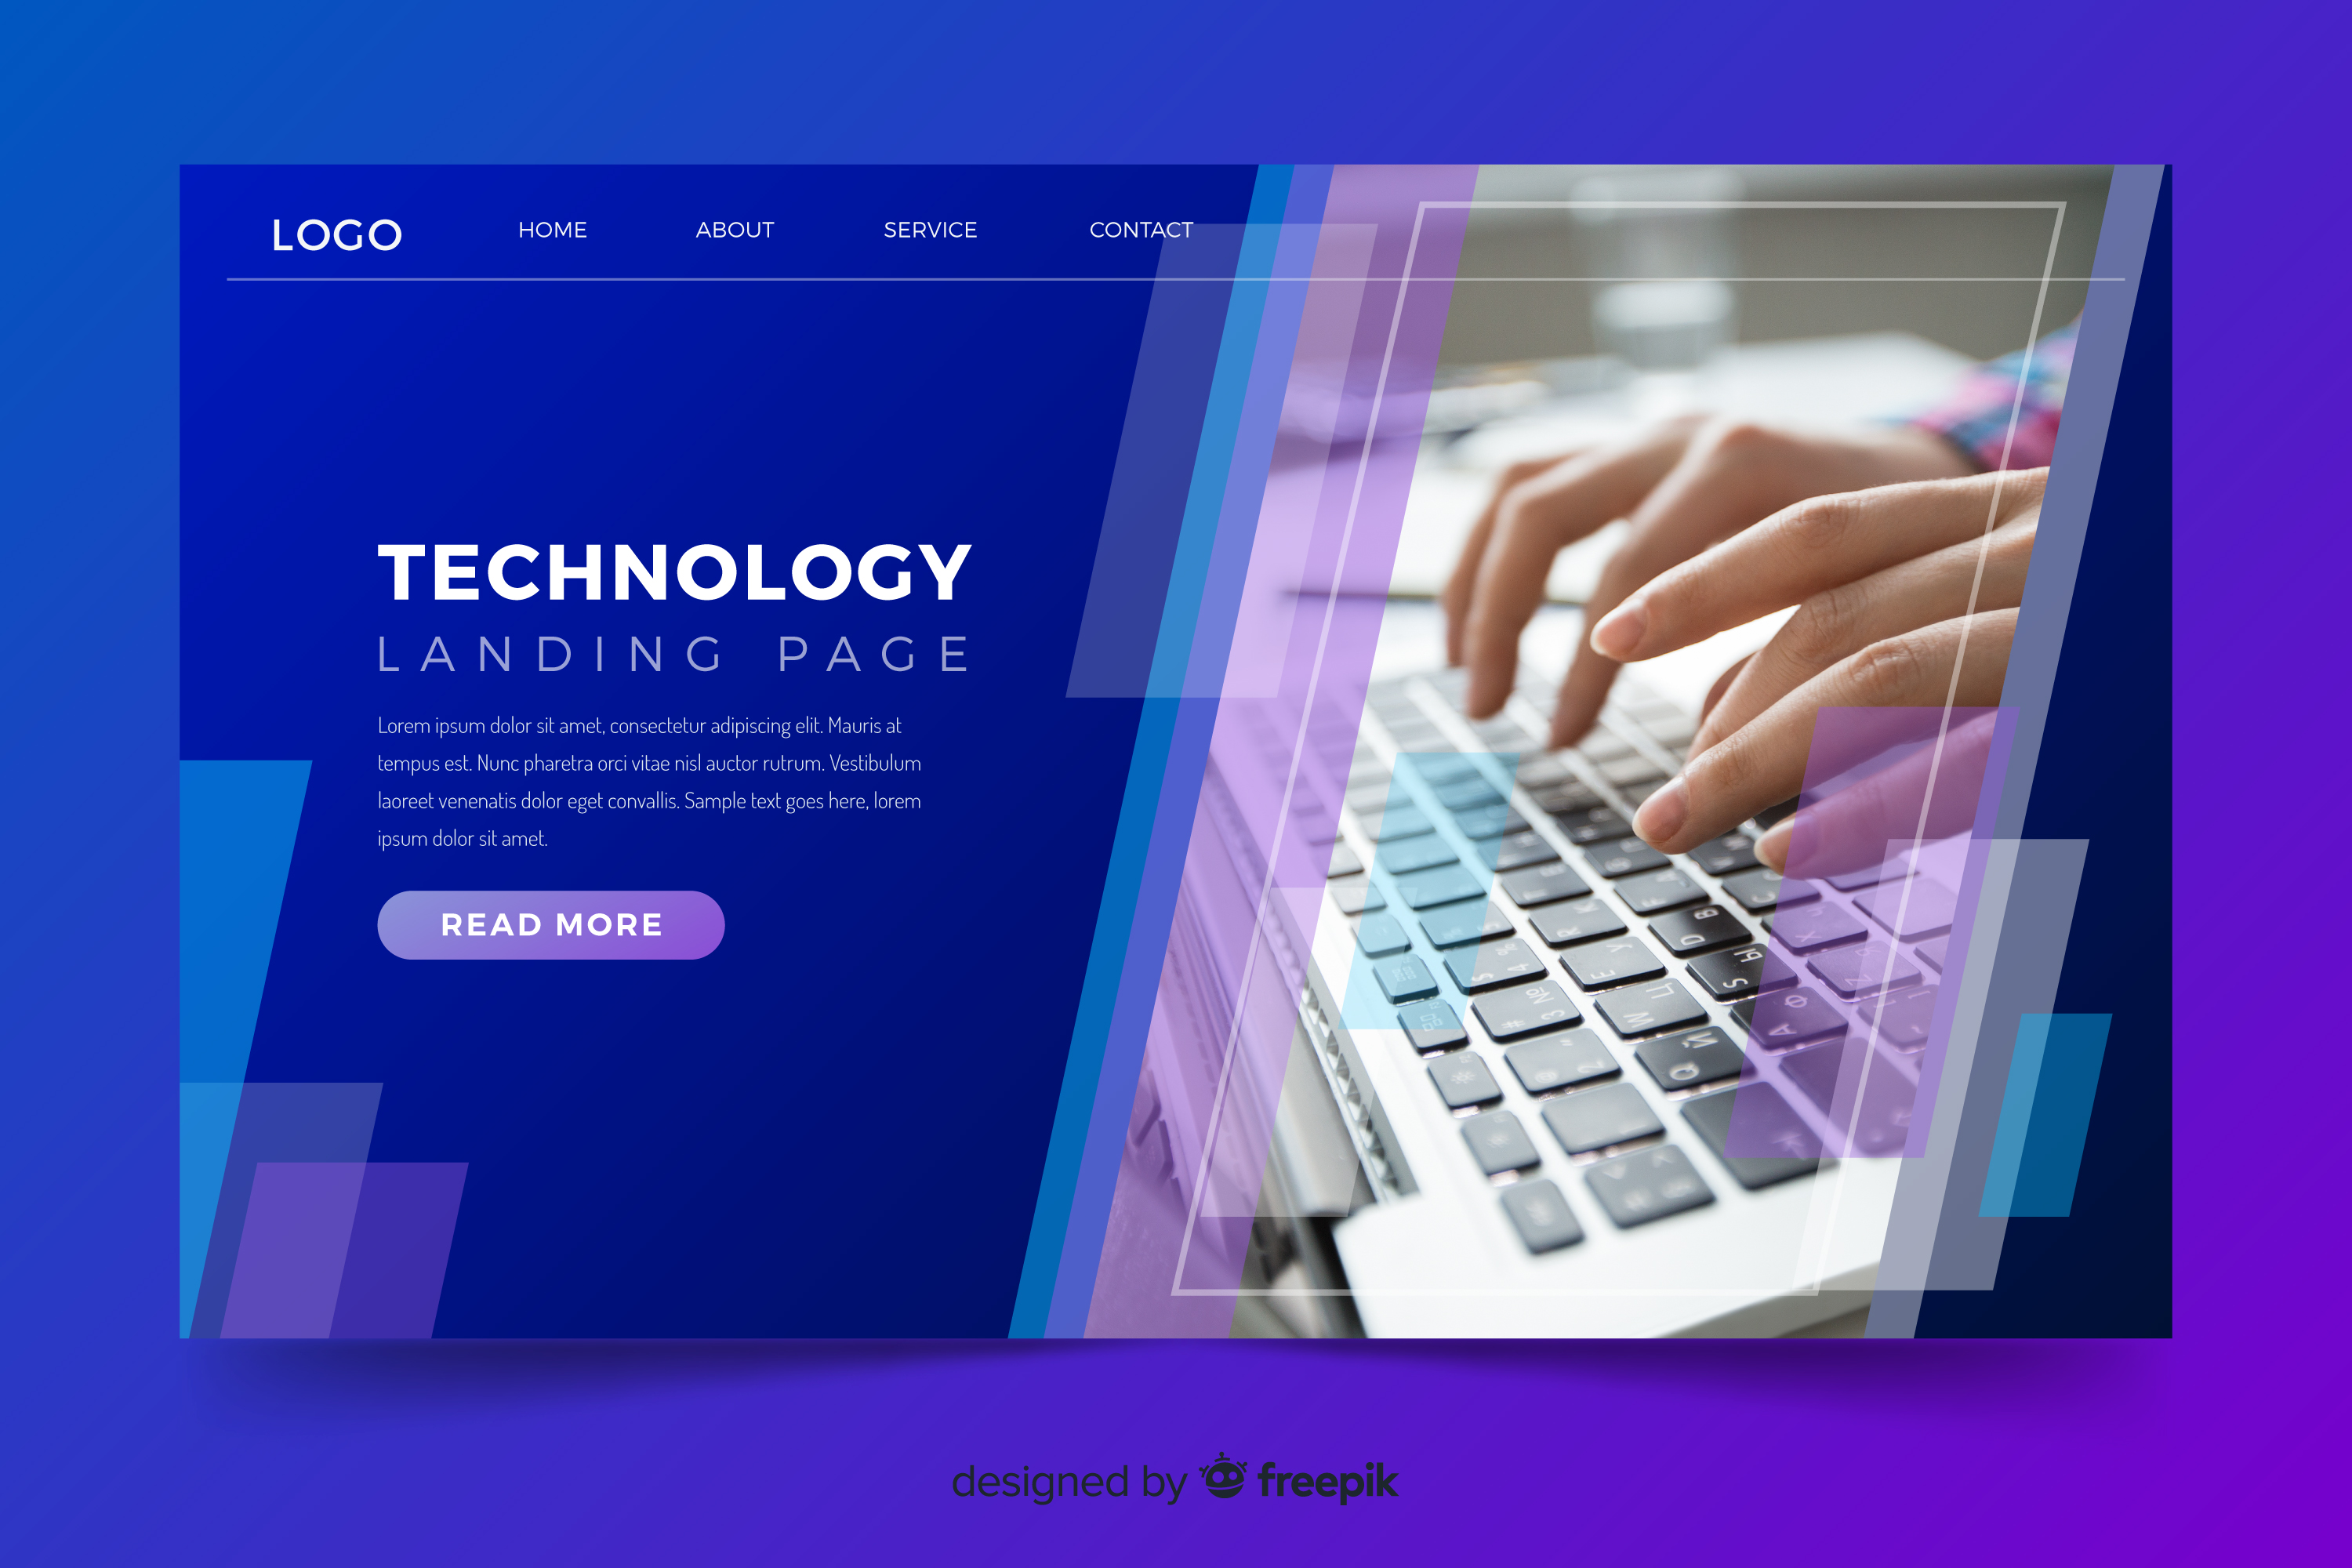 LOGO
HOME
ABOUT
SERVICE
CONTACT
TECHNOLOGY
LANDING PAGE
Lorem ipsum dolor sit amet, consectetur adipiscing elit. Mauris at
tempus est. Nunc pharetra orci vitae nisl auctor rutrum. Vestibulum
laoreet venenatis dolor eget convallis. Sample text goes here, lorem
ipsum dolor sit amet.
READ MORE
designed by freepik